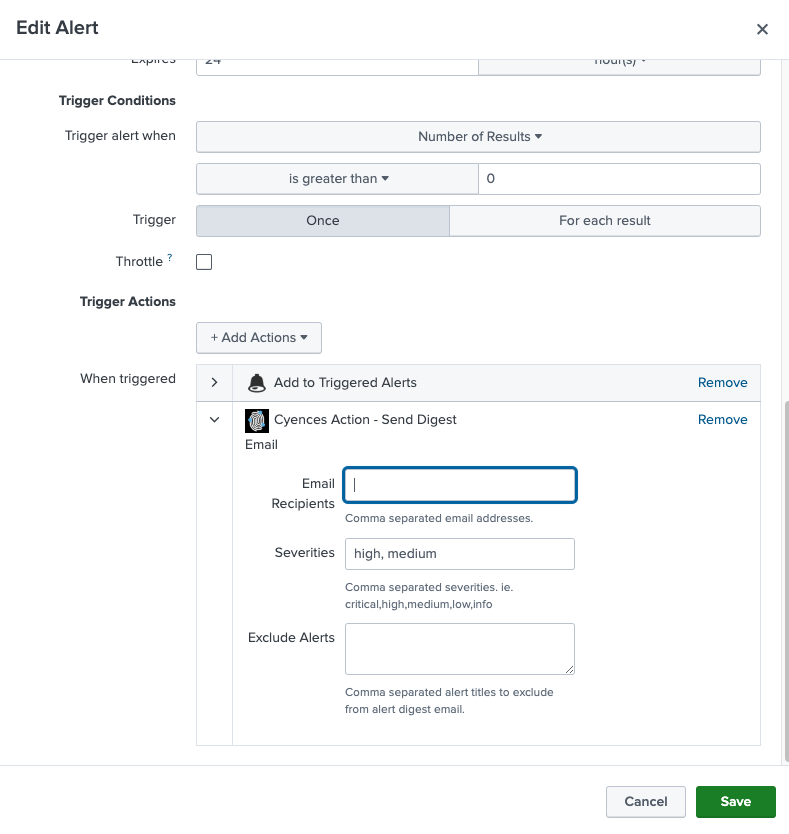 Edit Alert
Expires 24 hour(s)
Trigger Conditions
Trigger alert when Number of Results
is greater than 0
Trigger Once For each result
Throttle ?
Trigger Actions
+ Add Actions
When triggered Add to Triggered Alerts Remove
Cyences Action - Send Digest Remove
Email
Email
Recipients
Comma separated email addresses.
Severities high, medium
Comma separated severities. ie.
critical,high,medium,low,info
Exclude Alerts
Comma separated alert titles to exclude
from alert digest email.
Cancel Save